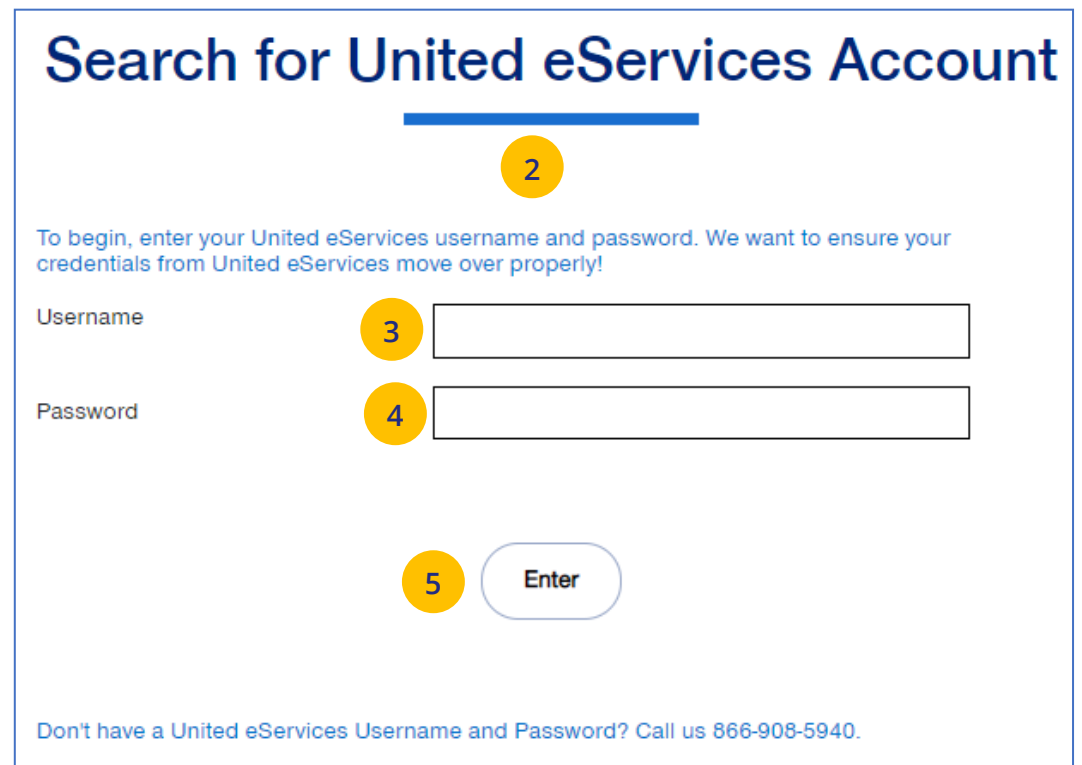 Search for United eServices Account
2
To begin, enter your United eServices username and password. We want to ensure your
credentials from United eServices move over properly!
Username
3
Password
4
5
Enter
Don't have a United eServices Username and Password? Call us 866-908-5940.